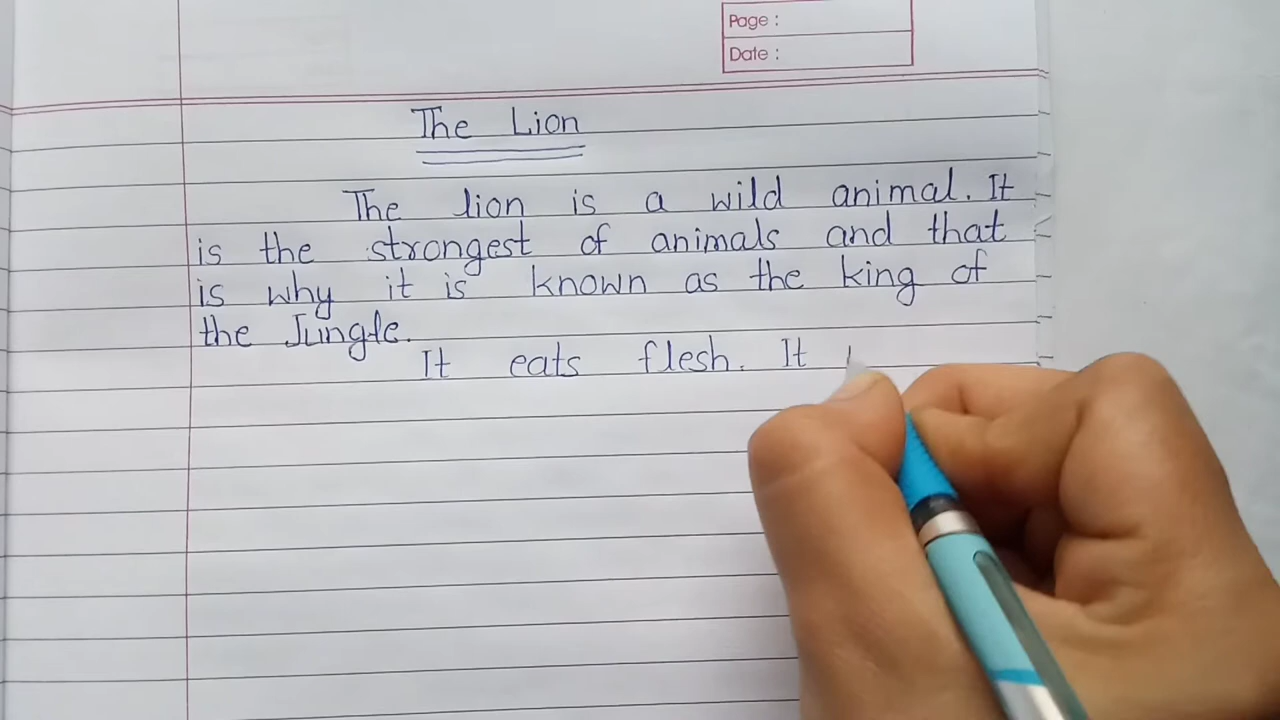 Page :
Date :
The Lion
The lion is a wild animal. It
is the strongest of animals and that
is why it is known as the king of
the Jungle.
It eats flesh. It